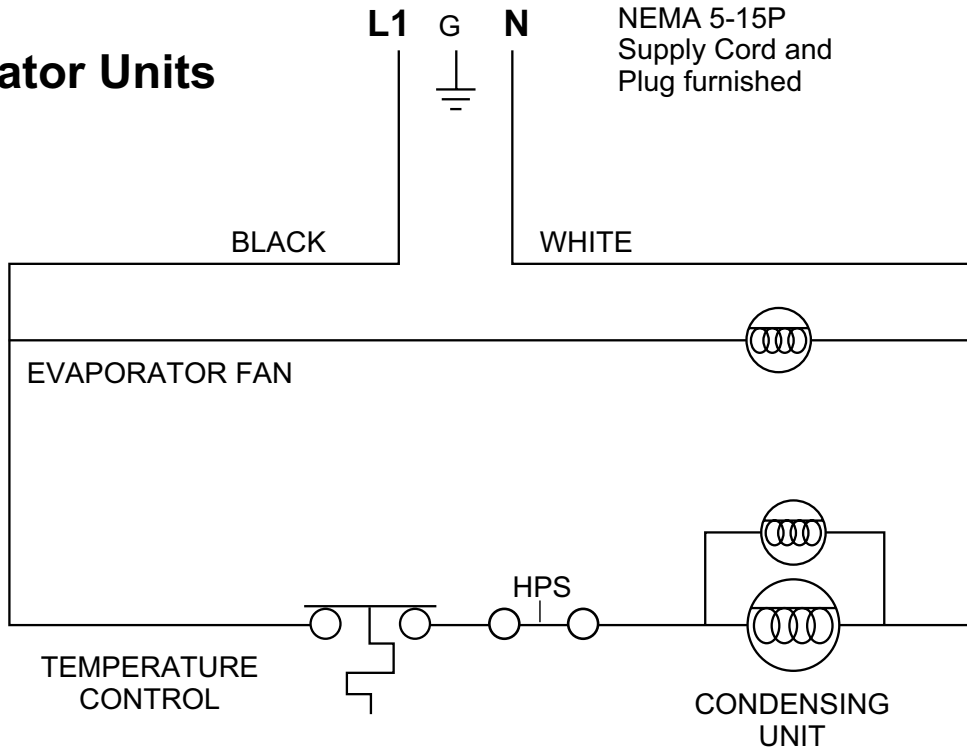 L1 G N
NEMA 5-15P
Supply Cord and
Plug furnished
ator Units
BLACK
WHITE
EVAPORATOR FAN
HPS
TEMPERATURE
CONTROL
CONDENSING
UNIT